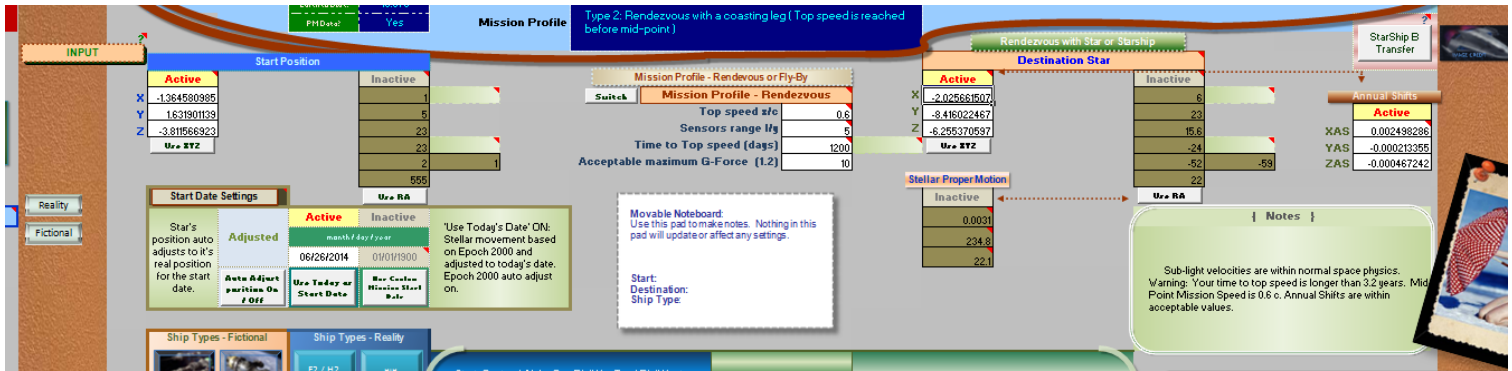 PM Data? Yes
Mission Profile
Type 2: Rendezvous with a coasting leg ( Top speed is reached
before mid-point )
INPUT
?
Start Position
Active Inactive
X -1.364580985 1
Y 1.631901139 5
Z -3.811566923 23
Use XYZ 23
2 1
555
Use RA
Mission Profile - Rendevous or Fly-By
Switch Mission Profile - Rendezvous
Top speed x/c 0.6
Sensors range l/y 5
Time to Top speed (days) 1200
Acceptable maximum G-Force (1.2) 10
Rendezvous with Star or Starship
Destination Star
Active Inactive
X -2.025661507 6
Y -8.416022467 23
Z -6.255370597 15.6
Use XYZ -24
-52 -59
22
Use RA
Stellar Proper Motion
Inactive
0.0031
234.8
22.1
?
StarShip B
Transfer
Annual Shifts
Active
XAS 0.002498286
YAS -0.000213355
ZAS -0.000467242
Reality
Fictional
Start Date Settings
Star's
position auto
adjusts to it's
real position
for the start
date.
Adjusted
Auto Adjust
position On
/ Off
Active Inactive
month / day / year
06/26/2014 01/01/1900
Use Today as
Start Date
Use Custom
Mission Start
Date
'Use Today's Date' ON:
Stellar movement based
on Epoch 2000 and
adjusted to today's date.
Epoch 2000 auto adjust
on.
Movable Noteboard:
Use this pad to make notes. Nothing in this
pad will update or affect any settings.
Start:
Destination:
Ship Type:
{ Notes }
Sub-light velocities are within normal space physics.
Warning: Your time to top speed is longer than 3.2 years. Mid
Point Mission Speed is 0.6 c. Annual Shifts are within
acceptable values.
Ship Types - Fictional
Ship Types - Reality